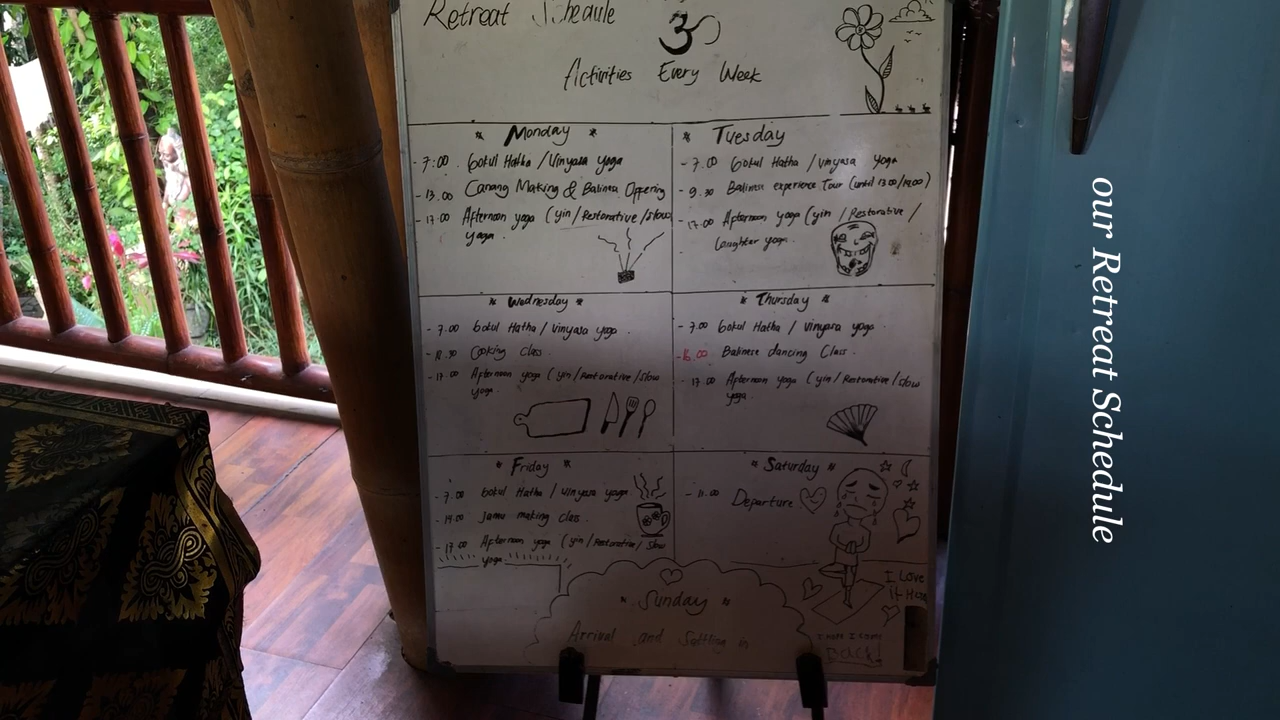 Retreat Schedule
ॐ
Activities Every Week
* Monday *
- 7:00 . Gokul Hatha / Vinyasa yoga
- 13.00 Canang Making & Balinese Offering
- 17:00 Afternoon yoga ( yin / Restorative / slow
yoga .
* Tuesday
- 7.00 Gokul Hatha / Vinyasa yoga
- 9.30 Balinese experience Tour (until 13.00/14.00)
- 17.00 Afternoon yoga ( yin / Restorative /
laughter yoga .
* Wednesday *
- 7.00 Gokul Hatha / Vinyasa yoga .
Cooking class .
- 17.00 Afternoon yoga ( yin / Restorative / slow
yoga .
* Thursday *
- 7.00 Gokul Hatha / Vinyasa yoga .
- 16.00 Balinese dancing Class .
- 17.00 Afternoon yoga ( yin / Restorative / slow
yoga .
* Friday *
- 7.00 Gokul Hatha / Vinyasa yoga .
- 14.00 Jamu making class .
- 17.00 Afternoon yoga ( yin / Restorative / slow
yoga .
* Saturday *
- 11.00 Departure
* Sunday *
Arrival and Settling in
I Love
it Here
I HOPE I COME
BACK!
our Retreat Schedule